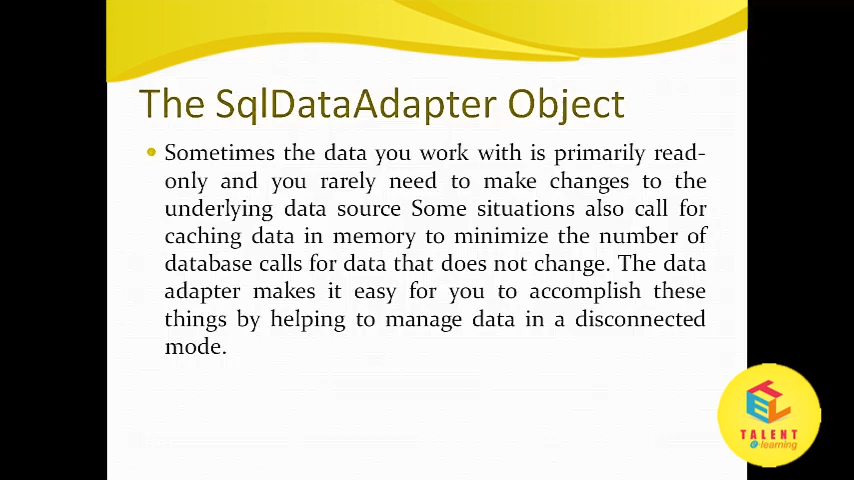 The SqlDataAdapter Object
Sometimes the data you work with is primarily read-
only and you rarely need to make changes to the
underlying data source Some situations also call for
caching data in memory to minimize the number of
database calls for data that does not change. The data
adapter makes it easy for you to accomplish these
things by helping to manage data in a disconnected
mode.
TEL
TALENT
e-learning